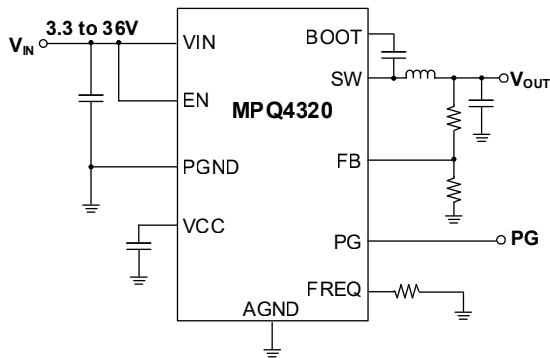 3.3 to 36V
VIN
VIN
BOOT
SW
VOUT
EN
MPQ4320
PGND
FB
VCC
PG
PG
FREQ
AGND